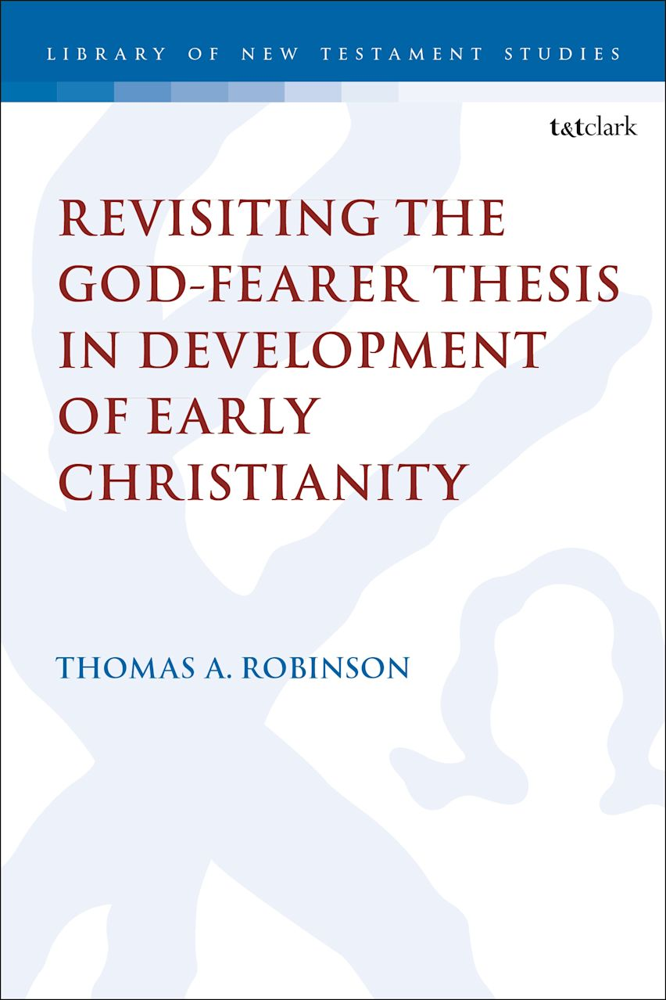 LIBRARY OF NEW TESTAMENT STUDIES
t&tclark
REVISITING THE
GOD-FEARER THESIS
IN DEVELOPMENT
OF EARLY
CHRISTIANITY
THOMAS A. ROBINSON